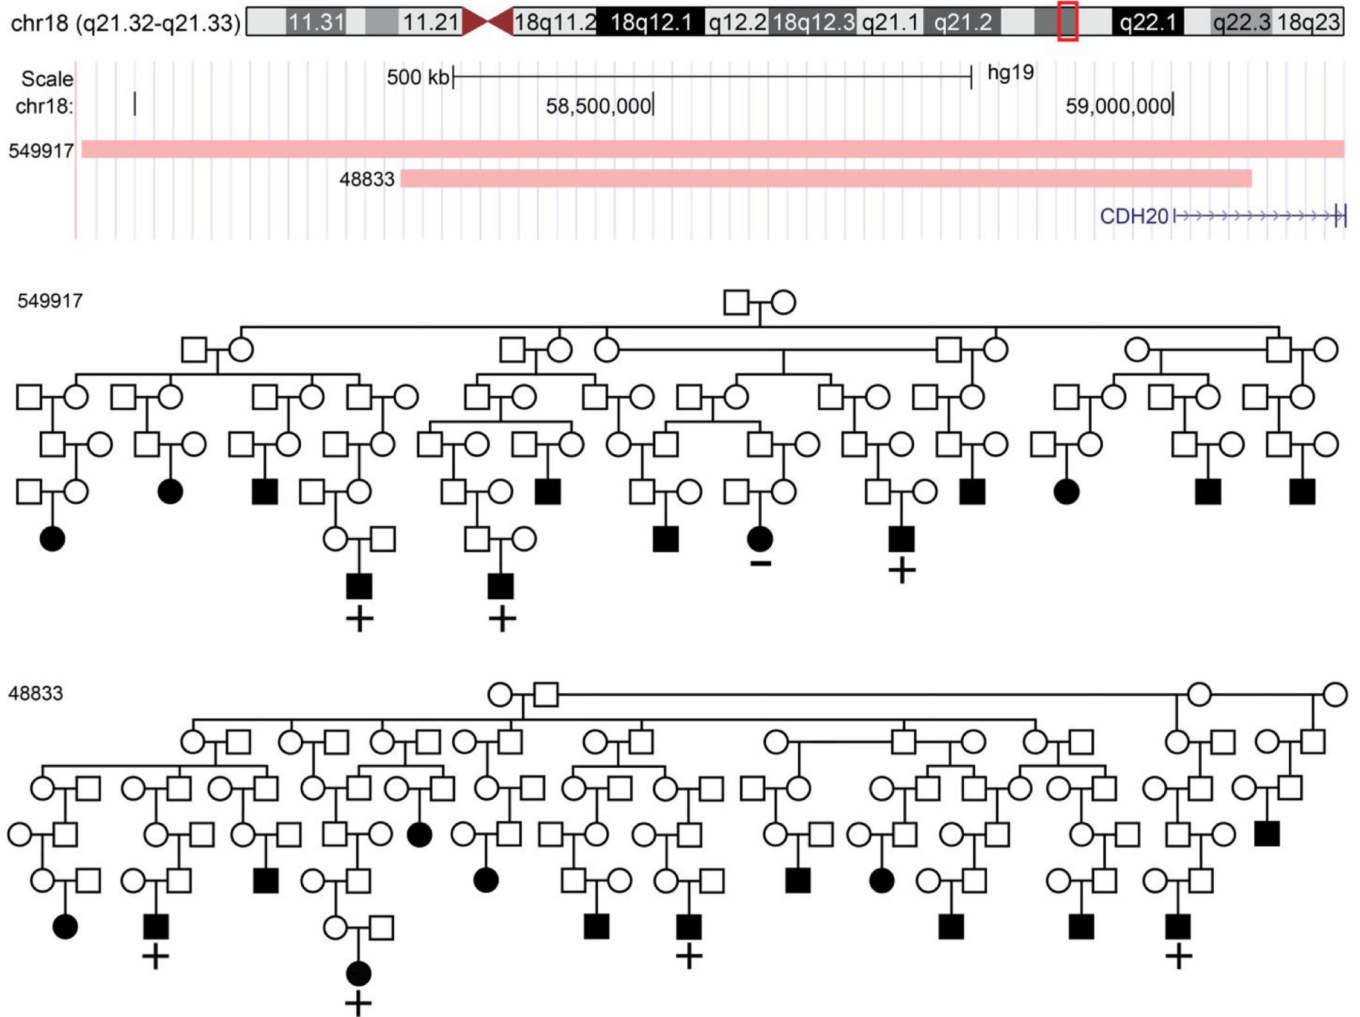 chr18 (q21.32-q21.33) 11.31 11.21 18q11.2 18q12.1 q12.2 18q12.3 q21.1 q21.2 q22.1 q22.3 18q23
Scale 500 kb hg19
chr18: 58,500,000 59,000,000
549917
48833
CDH20
549917
−
+
+ +
48833
+ + +
+